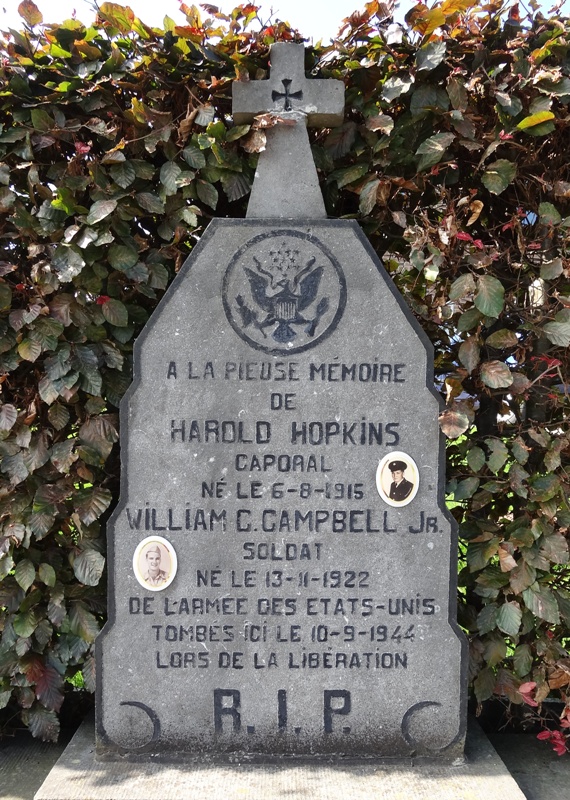 A LA PIEUSE MÉMOIRE
DE
HAROLD HOPKINS
CAPORAL
NÉ LE 6-8-1915
WILLIAM C. CAMPBELL JR.
SOLDAT
NÉ LE 13-11-1922
DE L'ARMÉE DES ETATS-UNIS
TOMBÉS ICI LE 10-9-1944
LORS DE LA LIBÉRATION
R.I.P.